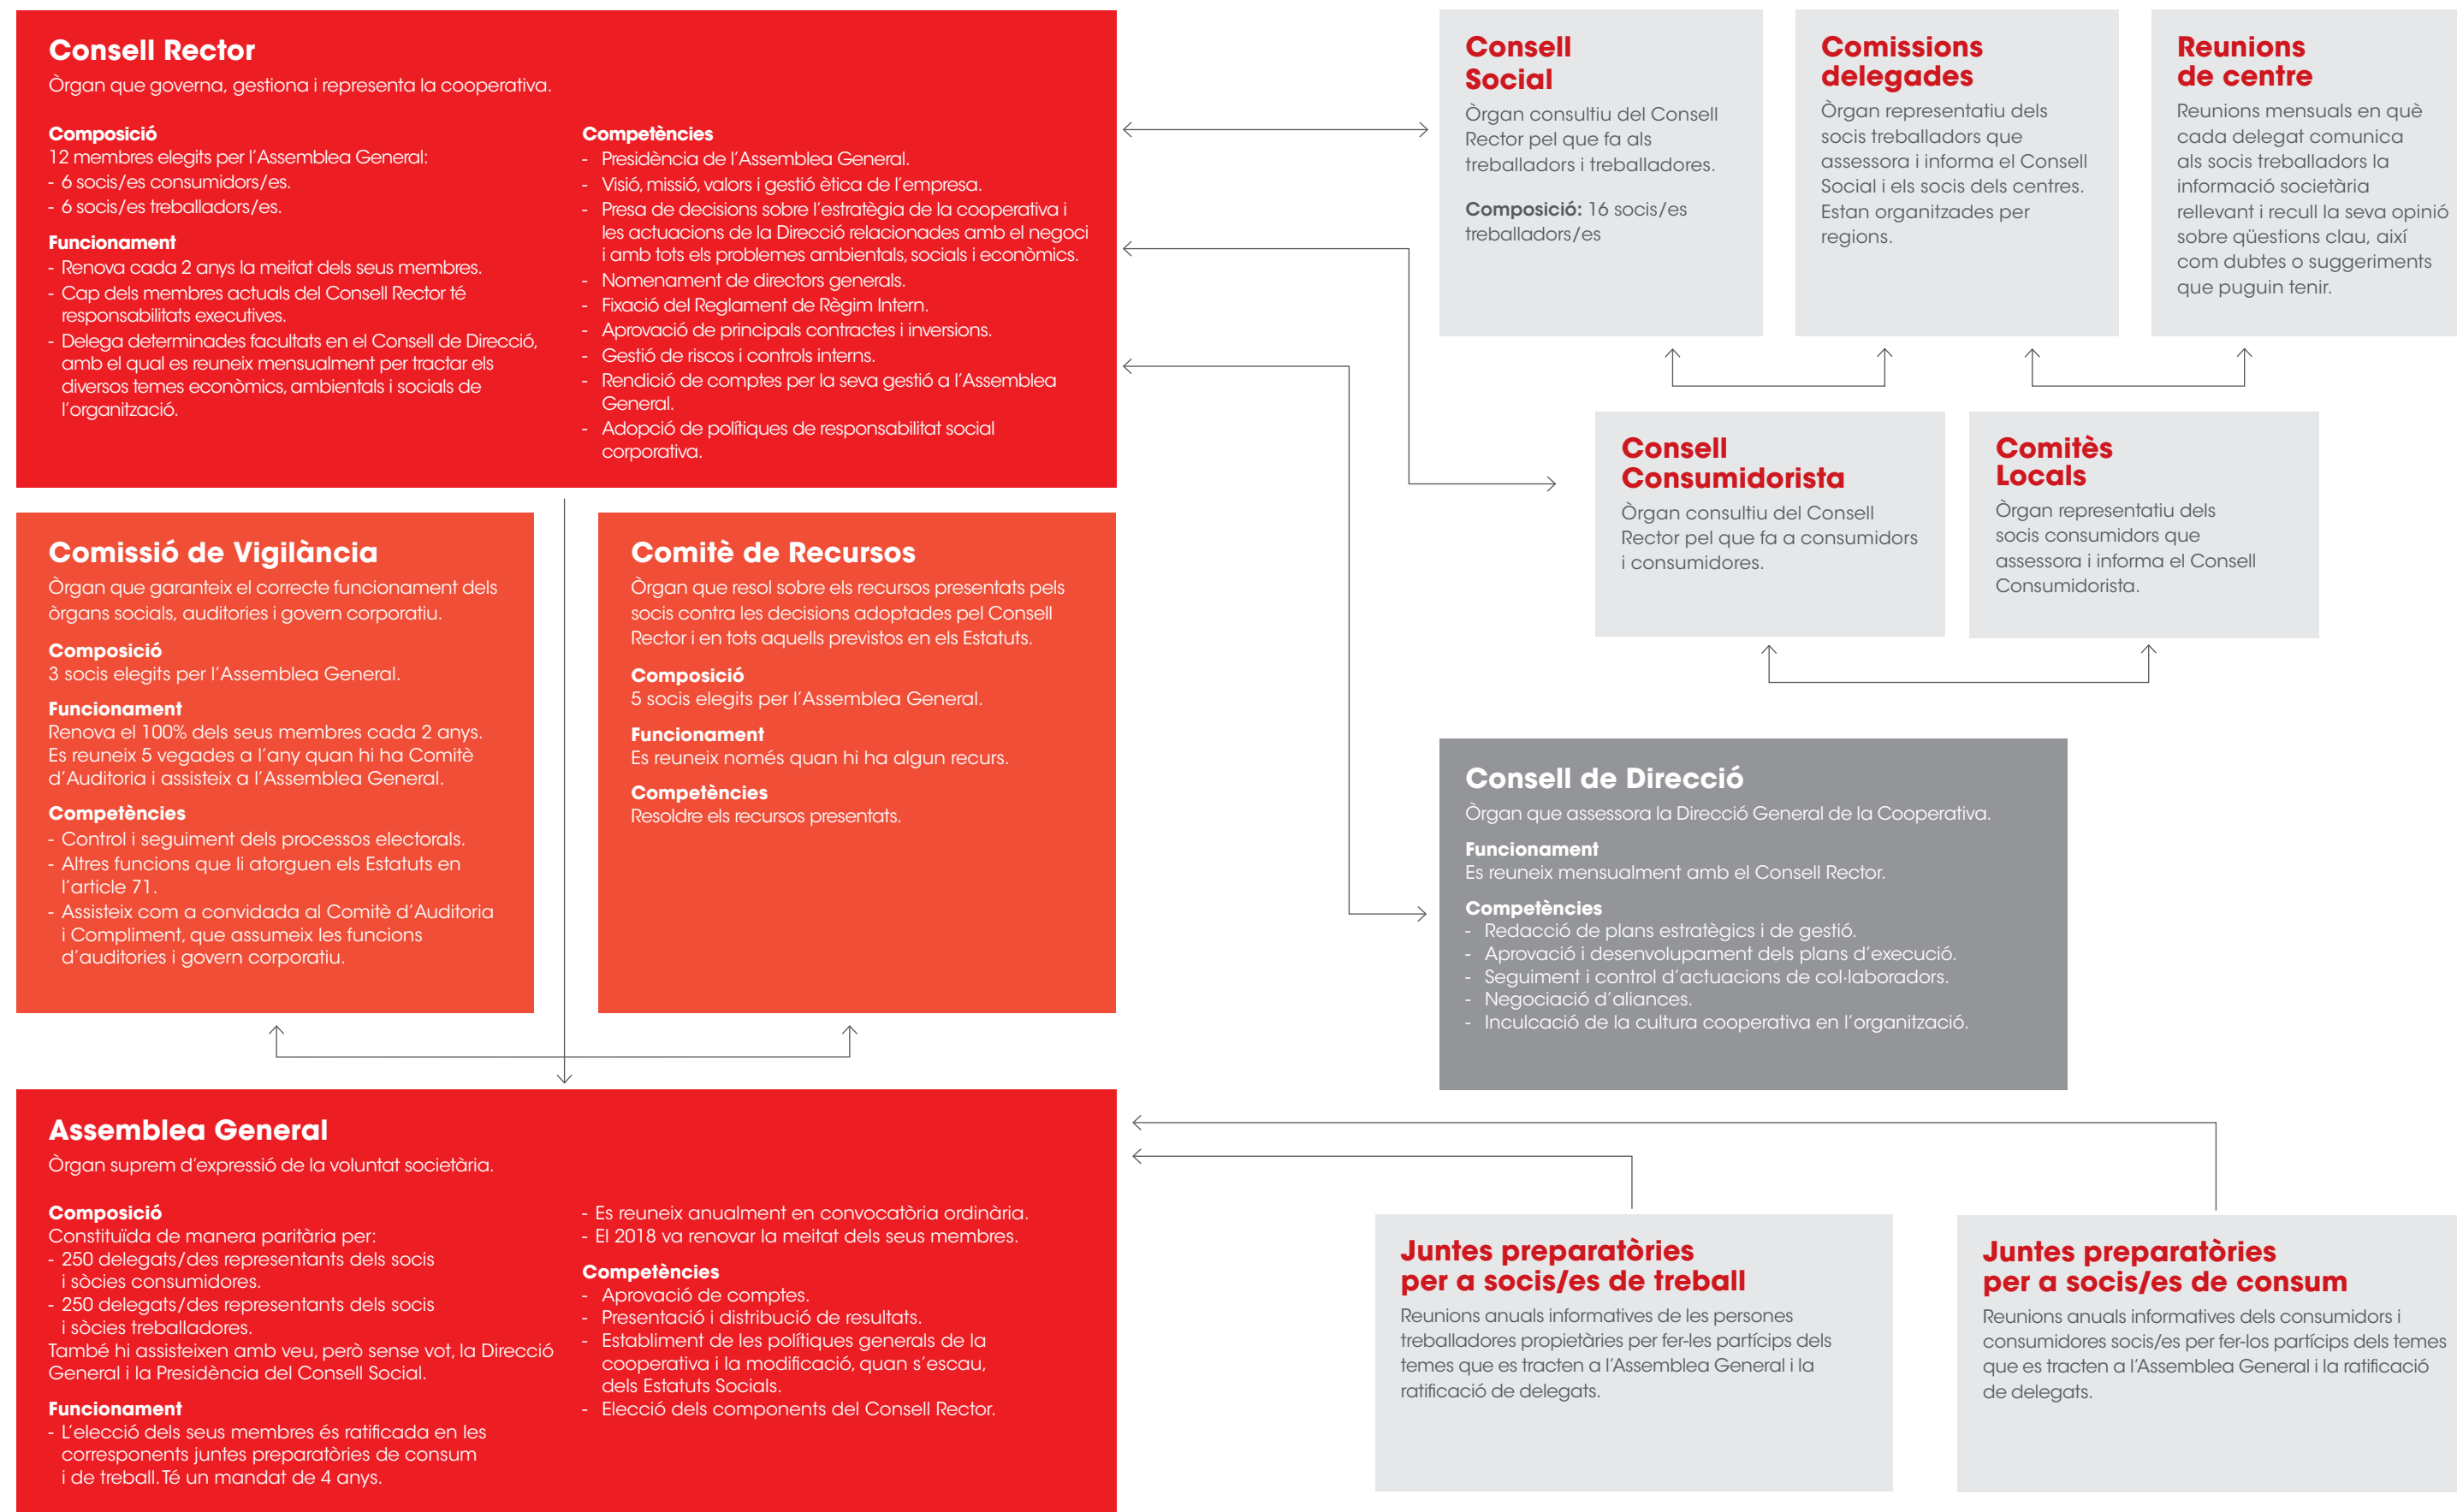 Consell Rector
Òrgan que governa, gestiona i representa la cooperativa.
Composició
12 membres elegits per l'Assemblea General:
- 6 socis/es consumidors/es.
- 6 socis/es treballadors/es.
Funcionament
- Renova cada 2 anys la meitat dels seus membres.
- Cap dels membres actuals del Consell Rector té
responsabilitats executives.
- Delega determinades facultats en el Consell de Direcció,
amb el qual es reuneix mensualment per tractar els
diversos temes econòmics, ambientals i socials de
l'organització.
Competències
- Presidència de l'Assemblea General.
- Visió, missió, valors i gestió ètica de l'empresa.
- Presa de decisions sobre l'estratègia de la cooperativa i
les actuacions de la Direcció relacionades amb el negoci
i amb tots els problemes ambientals, socials i econòmics.
- Nomenament de directors generals.
- Fixació del Reglament de Règim Intern.
- Aprovació de principals contractes i inversions.
- Gestió de riscos i controls interns.
- Rendició de comptes per la seva gestió a l'Assemblea
General.
- Adopció de polítiques de responsabilitat social
corporativa.
Consell
Social
Òrgan consultiu del Consell
Rector pel que fa als
treballadors i treballadores.
Composició: 16 socis/es
treballadors/es
Comissions
delegades
Òrgan representatiu dels
socis treballadors que
assessora i informa el Consell
Social i els socis dels centres.
Estan organitzades per
regions.
Reunions
de centre
Reunions mensuals en què
cada delegat comunica
als socis treballadors la
informació societària
rellevant i recull la seva opinió
sobre qüestions clau, així
com dubtes o suggeriments
que puguin tenir.
Consell
Consumidorista
Òrgan consultiu del Consell
Rector pel que fa a consumidors
i consumidores.
Comitès
Locals
Òrgan representatiu dels
socis consumidors que
assessora i informa el Consell
Consumidorista.
Comissió de Vigilància
Òrgan que garanteix el correcte funcionament dels
òrgans socials, auditories i govern corporatiu.
Composició
3 socis elegits per l'Assemblea General.
Funcionament
Renova el 100% dels seus membres cada 2 anys.
Es reuneix 5 vegades a l'any quan hi ha Comitè
d'Auditoria i assisteix a l'Assemblea General.
Competències
- Control i seguiment dels processos electorals.
- Altres funcions que li atorguen els Estatuts en
l'article 71.
- Assisteix com a convidada al Comitè d'Auditoria
i Compliment, que assumeix les funcions
d'auditories i govern corporatiu.
Comitè de Recursos
Òrgan que resol sobre els recursos presentats pels
socis contra les decisions adoptades pel Consell
Rector i en tots aquells previstos en els Estatuts.
Composició
5 socis elegits per l'Assemblea General.
Funcionament
Es reuneix només quan hi ha algun recurs.
Competències
Resoldre els recursos presentats.
Consell de Direcció
Òrgan que assessora la Direcció General de la Cooperativa.
Funcionament
Es reuneix mensualment amb el Consell Rector.
Competències
- Redacció de plans estratègics i de gestió.
- Aprovació i desenvolupament dels plans d'execució.
- Seguiment i control d'actuacions de col·laboradors.
- Negociació d'aliances.
- Inculcació de la cultura cooperativa en l'organització.
Assemblea General
Òrgan suprem d'expressió de la voluntat societària.
Composició
Constituïda de manera paritària per:
- 250 delegats/des representants dels socis
i sòcies consumidores.
- 250 delegats/des representants dels socis
i sòcies treballadores.
També hi assisteixen amb veu, però sense vot, la Direcció
General i la Presidència del Consell Social.
Funcionament
- L'elecció dels seus membres és ratificada en les
corresponents juntes preparatòries de consum
i de treball. Té un mandat de 4 anys.
- Es reuneix anualment en convocatòria ordinària.
- El 2018 va renovar la meitat dels seus membres.
Competències
- Aprovació de comptes.
- Presentació i distribució de resultats.
- Establiment de les polítiques generals de la
cooperativa i la modificació, quan s'escau,
dels Estatuts Socials.
- Elecció dels components del Consell Rector.
Juntes preparatòries
per a socis/es de treball
Reunions anuals informatives de les persones
treballadores propietàries per fer-les partícips dels
temes que es tracten a l'Assemblea General i la
ratificació de delegats.
Juntes preparatòries
per a socis/es de consum
Reunions anuals informatives dels consumidors i
consumidores socis/es per fer-los partícips dels temes
que es tracten a l'Assemblea General i la ratificació
de delegats.